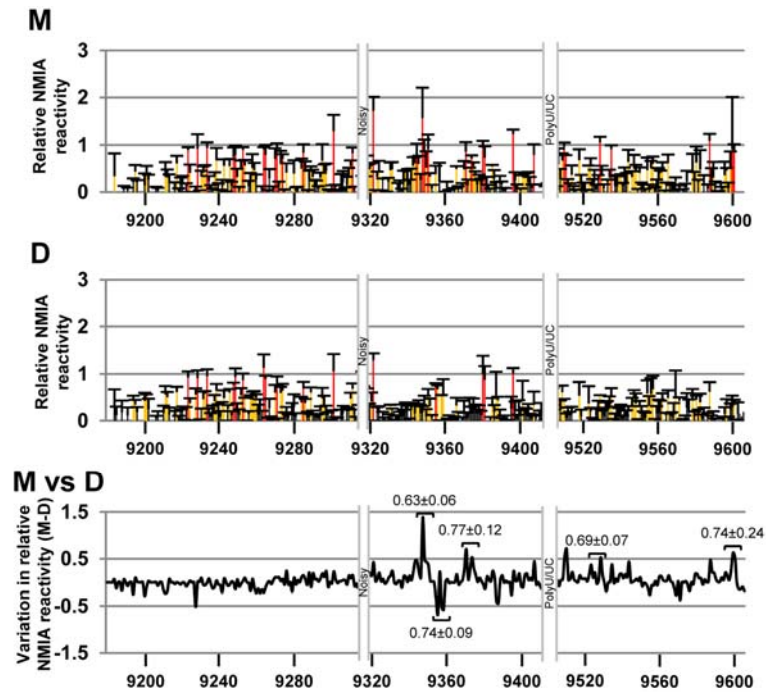 M
Relative NMIA
reactivity
3
2
1
0
Noisy
PolyU/UC
9200 9240 9280 9320 9360 9400 9520 9560 9600
D
Relative NMIA
reactivity
3
2
1
0
Noisy
PolyU/UC
9200 9240 9280 9320 9360 9400 9520 9560 9600
M vs D
Variation in relative
NMIA reactivity (M-D)
1.5
0.5
-0.5
-1.5
0.63±0.06
0.77±0.12
0.69±0.07
0.74±0.24
0.74±0.09
Noisy
PolyU/UC
9200 9240 9280 9320 9360 9400 9520 9560 9600